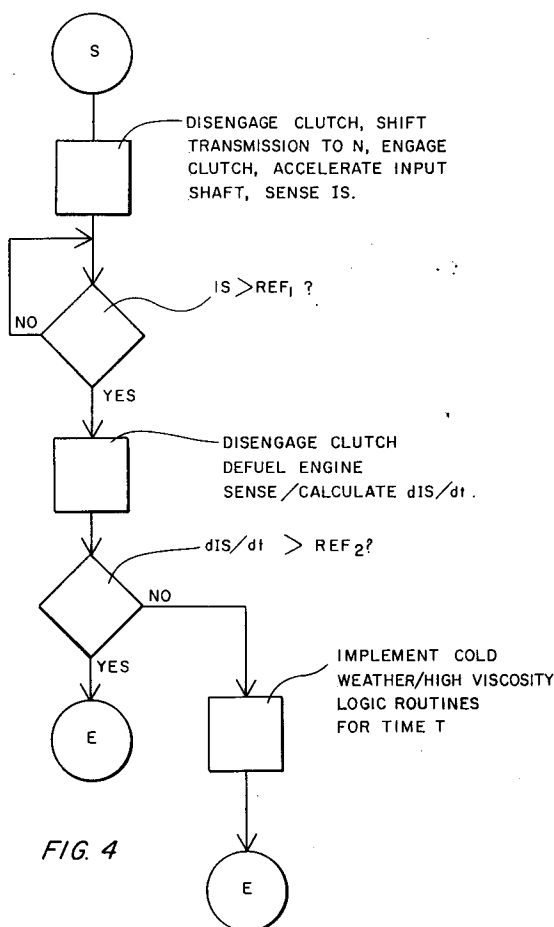 S
DISENGAGE CLUTCH, SHIFT
TRANSMISSION TO N, ENGAGE
CLUTCH, ACCELERATE INPUT
SHAFT, SENSE IS.
IS > REF₁ ?
NO
YES
DISENGAGE CLUTCH
DEFUEL ENGINE
SENSE/CALCULATE dIS/dt.
dIS/dt > REF₂?
NO
YES
IMPLEMENT COLD
WEATHER/HIGH VISCOSITY
LOGIC ROUTINES
FOR TIME T
E
FIG. 4
E